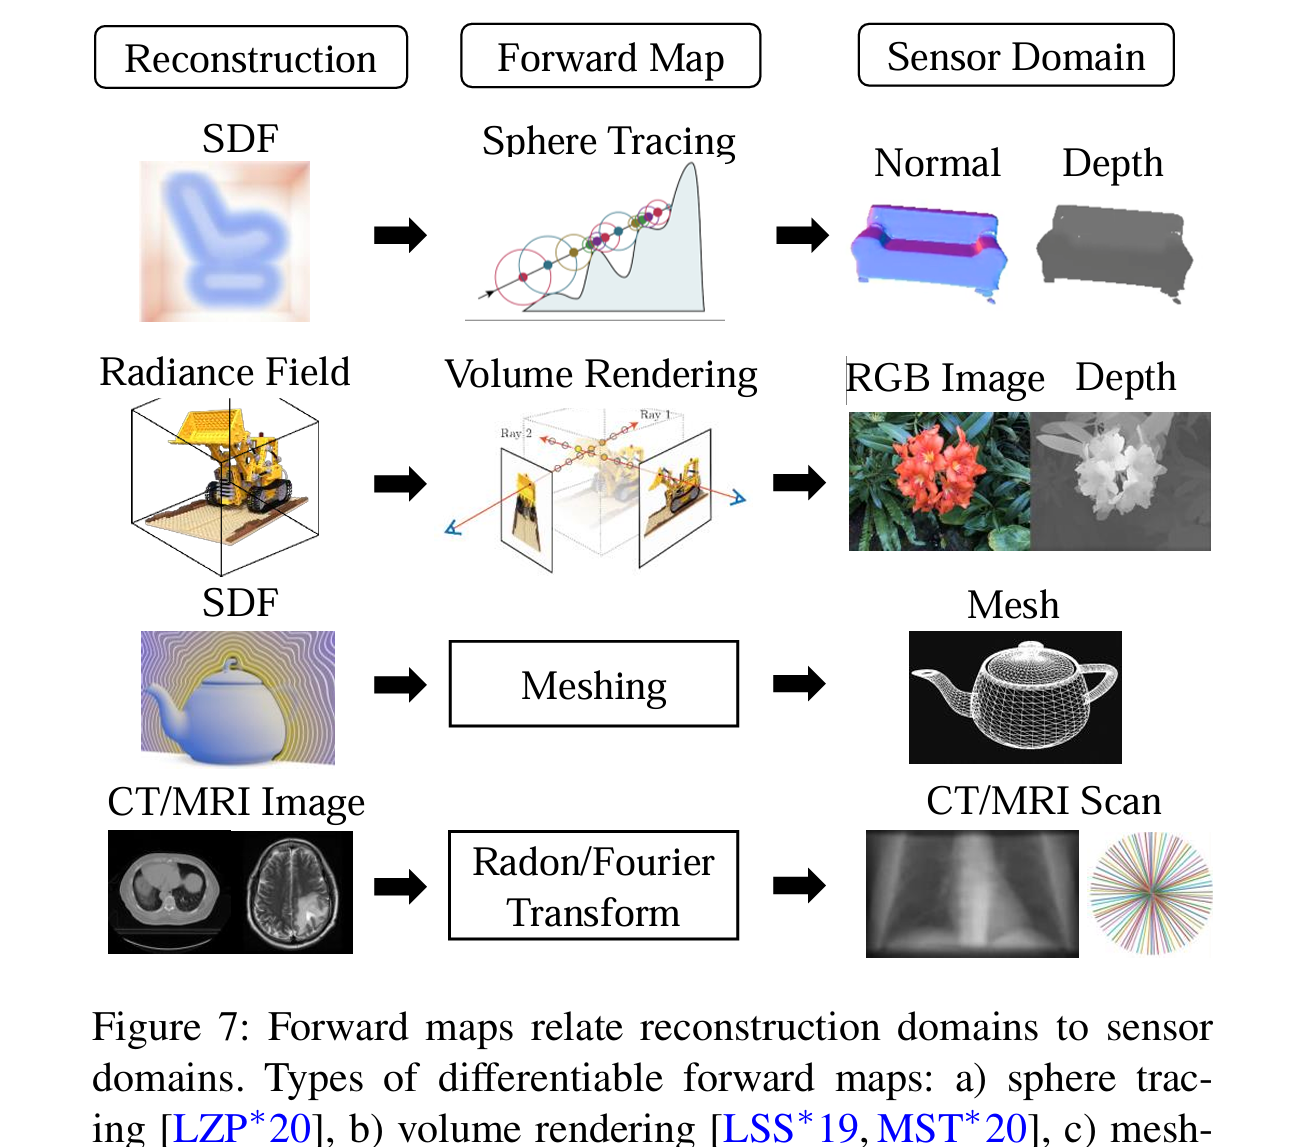 Reconstruction
Forward Map
Sensor Domain
SDF
Sphere Tracing
Normal
Depth
Radiance Field
Volume Rendering
RGB Image
Depth
Ray 1
Ray 2
SDF
Meshing
Mesh
CT/MRI Image
Radon/Fourier
Transform
CT/MRI Scan
Figure 7: Forward maps relate reconstruction domains to sensor
domains. Types of differentiable forward maps: a) sphere trac-
ing [LZP*20], b) volume rendering [LSS*19, MST*20], c) mesh-